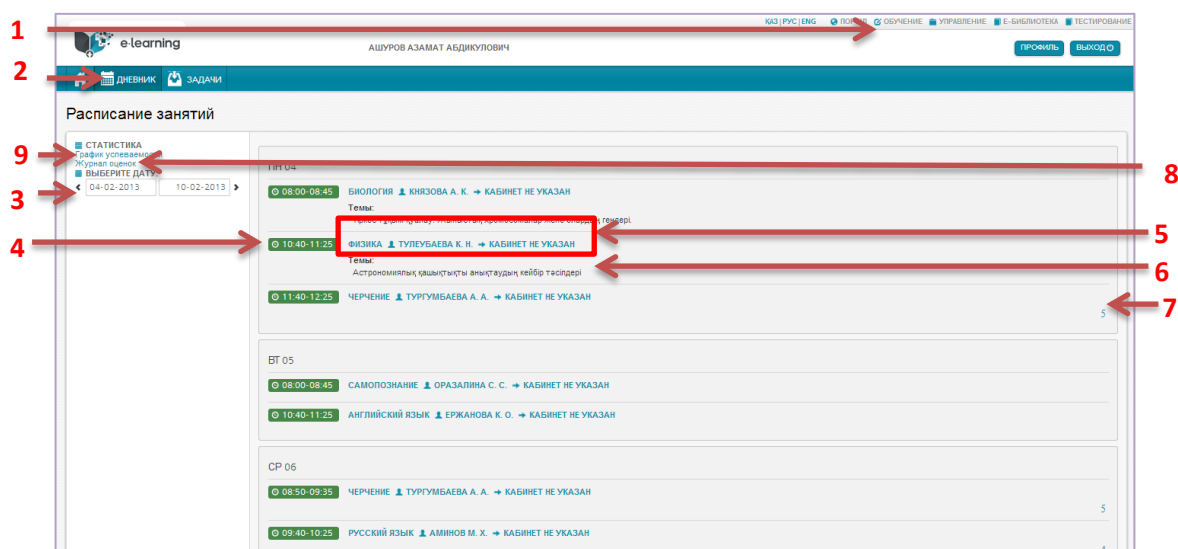 1
ҚАЗ | РУС | ENG ПОРТАЛ ОБУЧЕНИЕ УПРАВЛЕНИЕ Е-БИБЛИОТЕКА ТЕСТИРОВАНИЕ
e-learning
АШУРОВ АЗАМАТ АБДИКУЛОВИЧ
ПРОФИЛЬ ВЫХОД
2
ДНЕВНИК ЗАДАЧИ
Расписание занятий
9
СТАТИСТИКА
График успеваемости
Журнал оценок
ВЫБЕРИТЕ ДАТУ:
3
04-02-2013 10-02-2013
ПН 04
8
08:00-08:45 БИОЛОГИЯ КНЯЗОВА А. К. → КАБИНЕТ НЕ УКАЗАН
Темы:
гендері.
5
4
10:40-11:25 ФИЗИКА ТУЛЕУБАЕВА К. Н. → КАБИНЕТ НЕ УКАЗАН
Темы:
Астрономиялық қашықтықты анықтаудың кейбір тәсілдері
6
11:40-12:25 ЧЕРЧЕНИЕ ТУРГУМБАЕВА А. А. → КАБИНЕТ НЕ УКАЗАН
5
7
ВТ 05
08:00-08:45 САМОПОЗНАНИЕ ОРАЗАЛИНА С. С. → КАБИНЕТ НЕ УКАЗАН
10:40-11:25 АНГЛИЙСКИЙ ЯЗЫК ЕРЖАНОВА К. О. → КАБИНЕТ НЕ УКАЗАН
СР 06
08:50-09:35 ЧЕРЧЕНИЕ ТУРГУМБАЕВА А. А. → КАБИНЕТ НЕ УКАЗАН
5
09:40-10:25 РУССКИЙ ЯЗЫК АМИНОВ М. Х. → КАБИНЕТ НЕ УКАЗАН